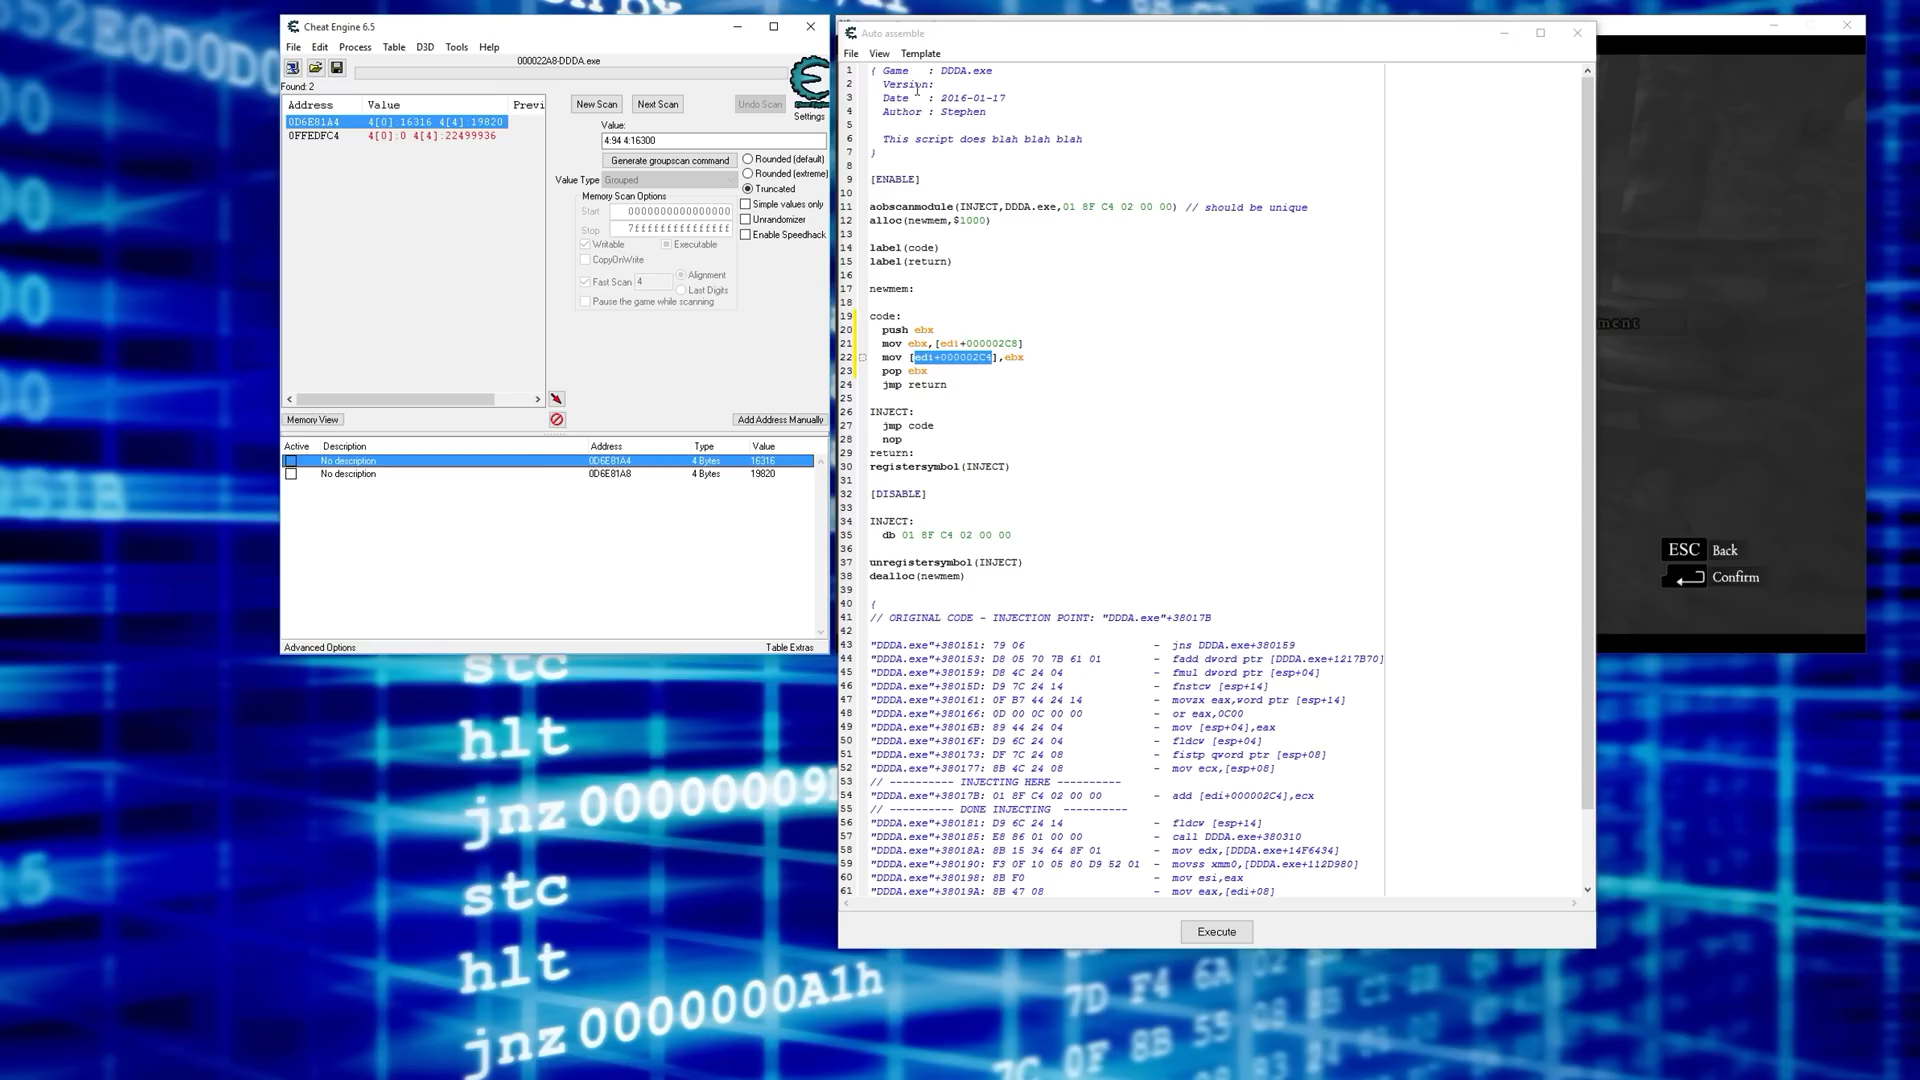 Cheat Engine 6.5
File Edit Process Table D3D Tools Help
000022A8-DDDA.exe
Found: 2
Address Value Previ
0D6E81A4 4[0]:16316 4[4]:19820
0FFEDFC4 4[0]:0 4[4]:22499936
New Scan Next Scan Undo Scan
Cheat Engine
Settings
Value:
4:94 4:16300
Generate groupscan command
Value Type Grouped
Memory Scan Options
Start 0000000000000000
Stop 7fffffffffffffff
Writable Executable
CopyOnWrite
Fast Scan 4 Alignment
Last Digits
Pause the game while scanning
Rounded (default)
Rounded (extreme)
Truncated
Simple values only
Unrandomizer
Enable Speedhack
Memory View Add Address Manually
Active Description Address Type Value
No description 0D6E81A4 4 Bytes 16316
No description 0D6E81A8 4 Bytes 19820
Advanced Options Table Extras
Auto assemble
File View Template
1 { Game   : DDDA.exe
2 Version:
3 Date   : 2016-01-17
4 Author : Stephen
5
6 This script does blah blah blah
7 }
8
9 [ENABLE]
10
11 aobscanmodule(INJECT,DDDA.exe,01 8F C4 02 00 00) // should be unique
12 alloc(newmem,$1000)
13
14 label(code)
15 label(return)
16
17 newmem:
18
19 code:
20 push ebx
21 mov ebx,[edi+000002C8]
22 mov [edi+000002C4],ebx
23 pop ebx
24 jmp return
25
26 INJECT:
27 jmp code
28 nop
29 return:
30 registersymbol(INJECT)
31
32 [DISABLE]
33
34 INJECT:
35 db 01 8F C4 02 00 00
36
37 unregistersymbol(INJECT)
38 dealloc(newmem)
39
40 {
41 // ORIGINAL CODE - INJECTION POINT: "DDDA.exe"+38017B
42
43 "DDDA.exe"+380151: 79 06 - jns DDDA.exe+380159
44 "DDDA.exe"+380153: D8 05 70 7B 61 01 - fadd dword ptr [DDDA.exe+1217B70]
45 "DDDA.exe"+380159: D8 4C 24 04 - fmul dword ptr [esp+04]
46 "DDDA.exe"+38015D: D9 7C 24 14 - fnstcw [esp+14]
47 "DDDA.exe"+380161: 0F B7 44 24 14 - movzx eax,word ptr [esp+14]
48 "DDDA.exe"+380166: 0D 00 0C 00 00 - or eax,0C00
49 "DDDA.exe"+38016B: 89 44 24 04 - mov [esp+04],eax
50 "DDDA.exe"+38016F: D9 6C 24 04 - fldcw [esp+04]
51 "DDDA.exe"+380173: DF 7C 24 08 - fistp qword ptr [esp+08]
52 "DDDA.exe"+380177: 8B 4C 24 08 - mov ecx,[esp+08]
53 // ---------- INJECTING HERE ----------
54 "DDDA.exe"+38017B: 01 8F C4 02 00 00 - add [edi+000002C4],ecx
55 // ---------- DONE INJECTING  ----------
56 "DDDA.exe"+380181: D9 6C 24 14 - fldcw [esp+14]
57 "DDDA.exe"+380185: E8 86 01 00 00 - call DDDA.exe+380310
58 "DDDA.exe"+38018A: 8B 15 34 64 8F 01 - mov edx,[DDDA.exe+14F6434]
59 "DDDA.exe"+380190: F3 0F 10 05 80 D9 52 01 - movss xmm0,[DDDA.exe+112D980]
60 "DDDA.exe"+380198: 8B F0 - mov esi,eax
61 "DDDA.exe"+38019A: 8B 47 08 - mov eax,[edi+08]
Execute
ment
ESC Back
Confirm
52E0D0D0
stc
hlt
jnz 00000009
stc
hlt
jnz 0000000A1h
7D F4 6A 02
0F 8B 55 08 8B